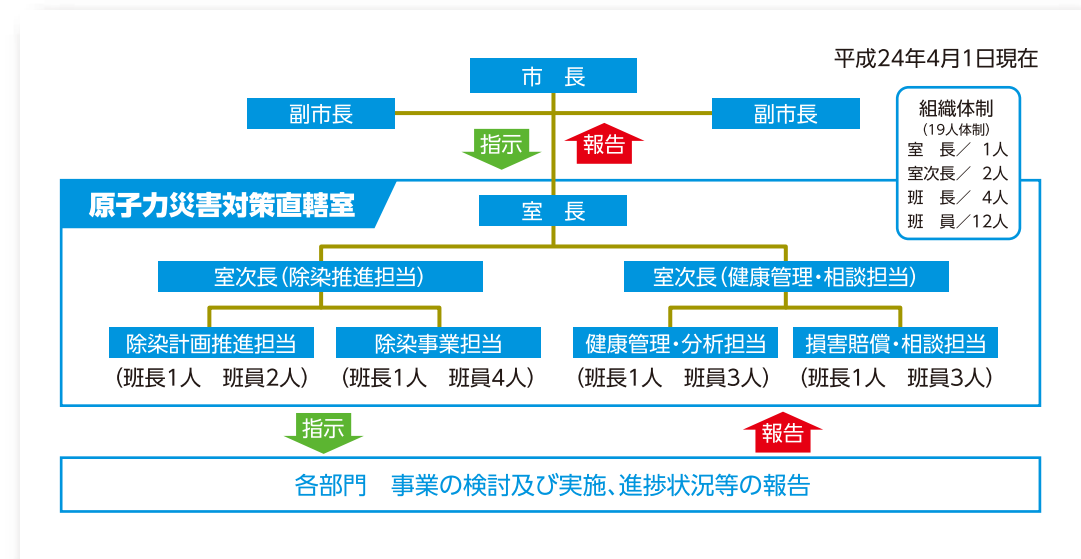 平成24年4月1日現在
市　長
副市長
副市長
指示
報告
組織体制
（19人体制）
室　長／ 1人
室次長／ 2人
班　長／ 4人
班　員／12人
原子力災害対策直轄室
室　長
室次長（除染推進担当）
室次長（健康管理・相談担当）
除染計画推進担当
除染事業担当
健康管理・分析担当
損害賠償・相談担当
（班長1人　班員2人）
（班長1人　班員4人）
（班長1人　班員3人）
（班長1人　班員3人）
指示
報告
各部門　事業の検討及び実施、進捗状況等の報告